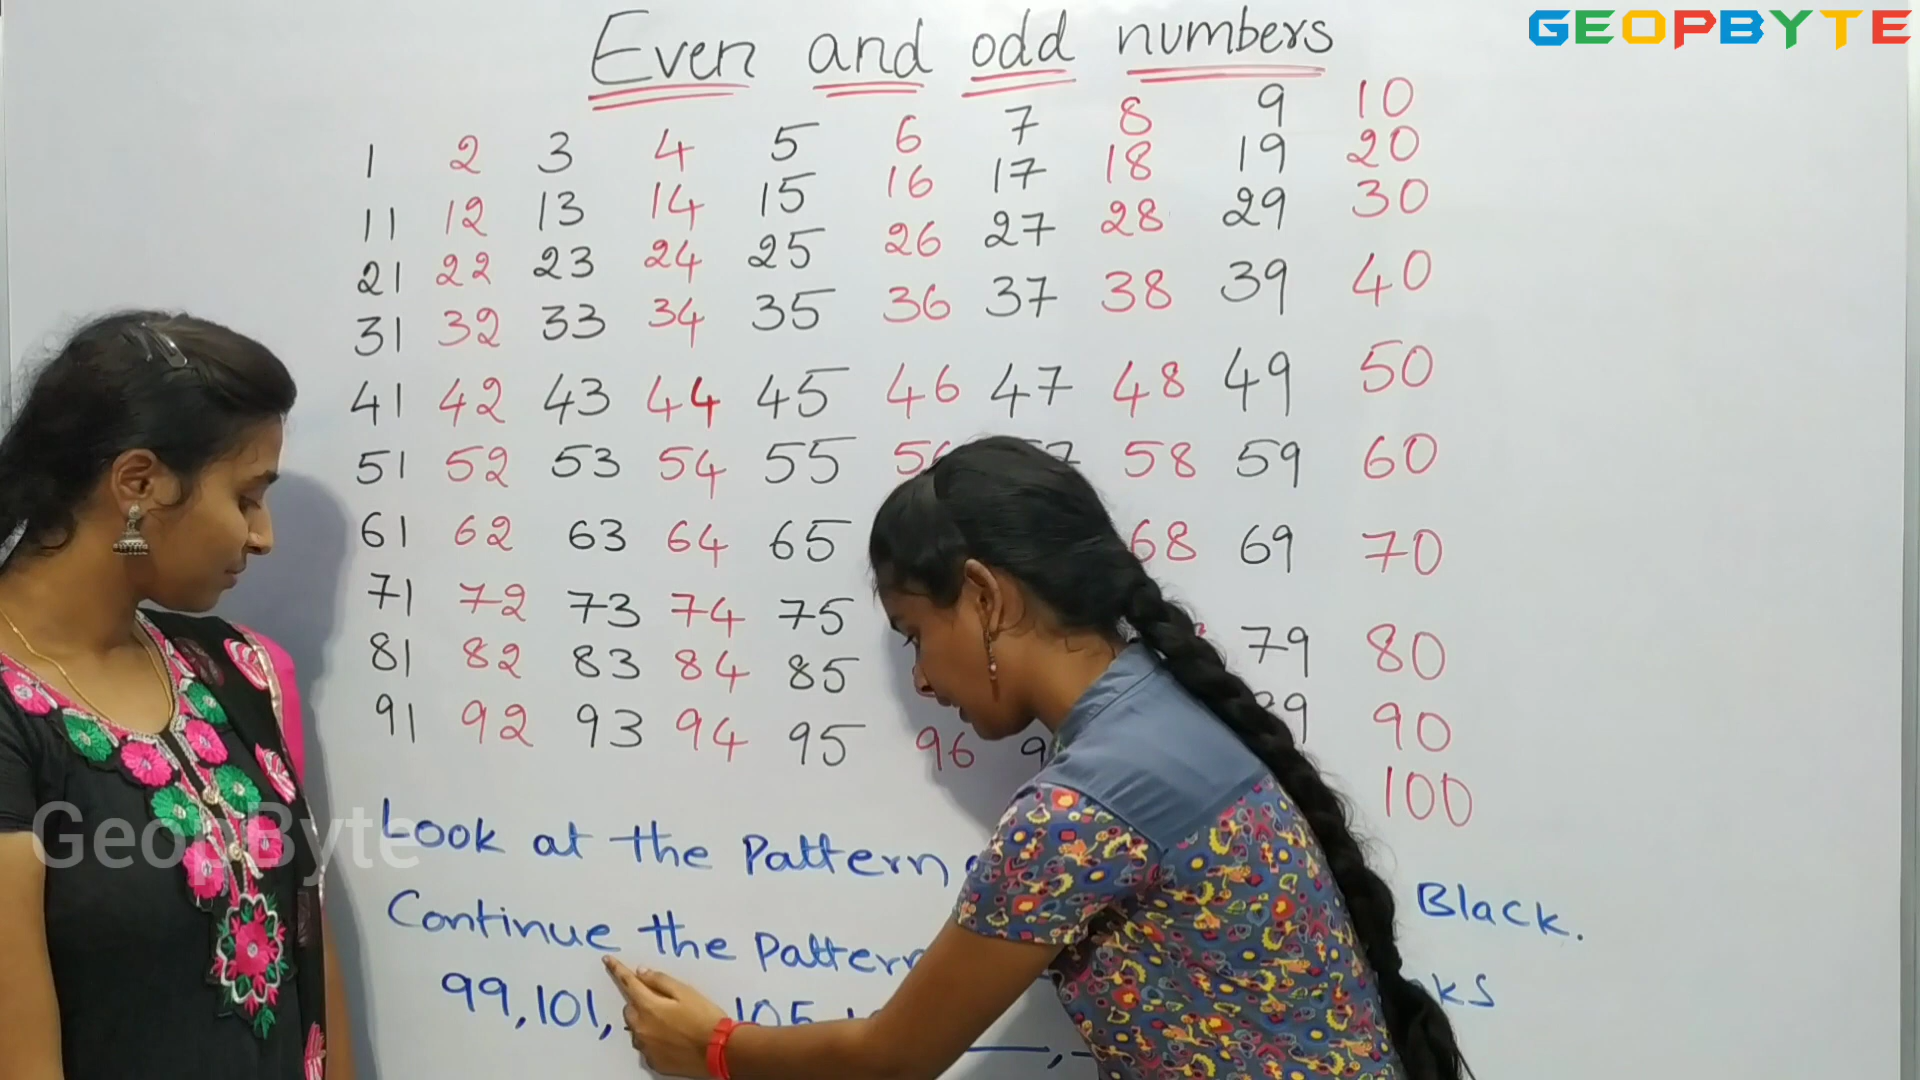 GEOPBYTE
Even and odd numbers
1 2 3 4 5 6 7 8 9 10
11 12 13 14 15 16 17 18 19 20
21 22 23 24 25 26 27 28 29 30
31 32 33 34 35 36 37 38 39 40
41 42 43 44 45 46 47 48 49 50
51 52 53 54 55 56 58 59 60
61 62 63 64 65 68 69 70
71 72 73 74 75 79 80
81 82 83 84 85 90
91 92 93 94 95 96 100
GeopByte
Look at the Pattern Black.
Continue the Pattern
99, 101, 105,